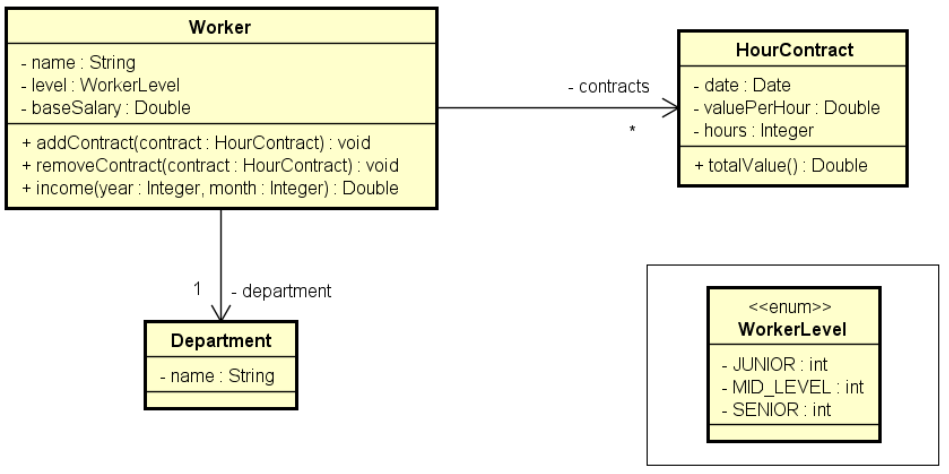 Worker
- name : String
- level : WorkerLevel
- baseSalary : Double
+ addContract(contract : HourContract) : void
+ removeContract(contract : HourContract) : void
+ income(year : Integer, month : Integer) : Double
- contracts
*
HourContract
- date : Date
- valuePerHour : Double
- hours : Integer
+ totalValue() : Double
1
- department
Department
- name : String
<<enum>>
WorkerLevel
- JUNIOR : int
- MID_LEVEL : int
- SENIOR : int